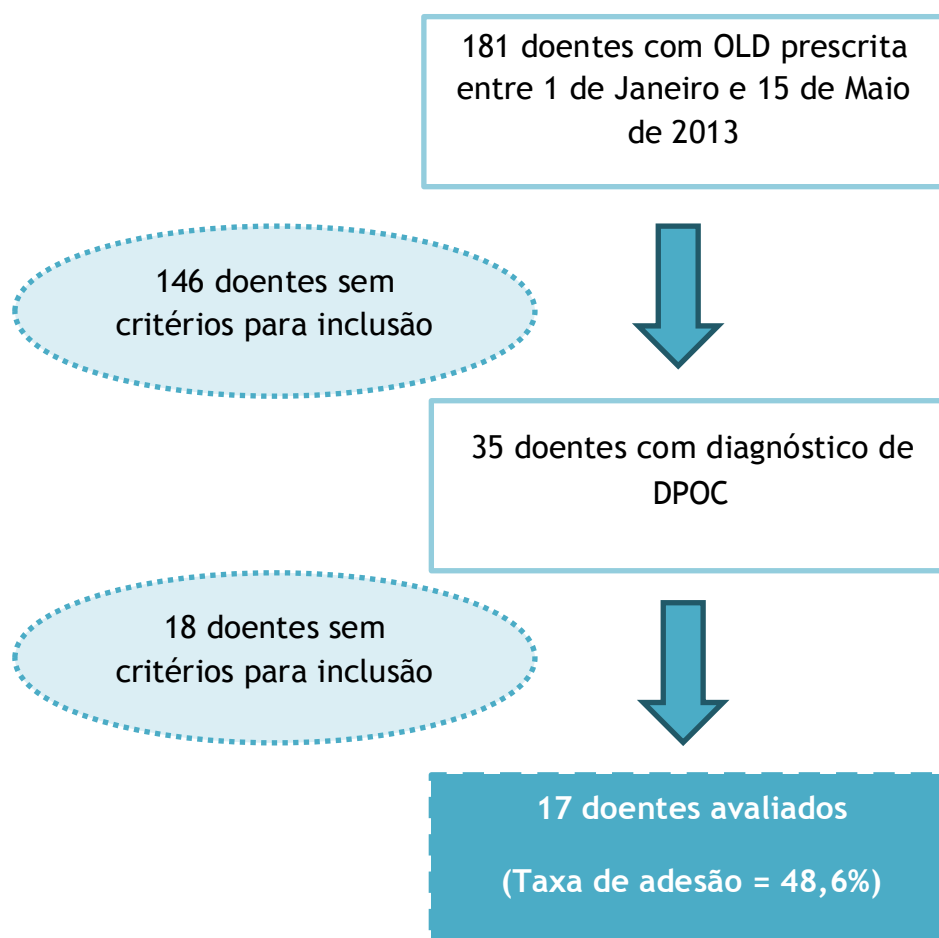 181 doentes com OLD prescrita
entre 1 de Janeiro e 15 de Maio
de 2013
146 doentes sem
critérios para inclusão
35 doentes com diagnóstico de
DPOC
18 doentes sem
critérios para inclusão
17 doentes avaliados
(Taxa de adesão = 48,6%)